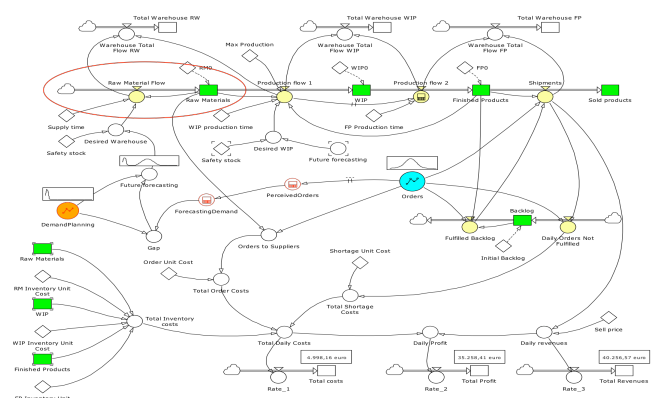 Total Warehouse RW
Total Warehouse WIP
Total Warehouse FP
Warehouse Total
Flow RW
Max Production
Warehouse Total
Flow WIP
Warehouse Total
Flow FP
RM0
WIP0
FP0
Raw Material Flow
Production flow 1
Production flow 2
Shipments
Raw Materials
WIP
Finished Products
Sold products
Supply time
WIP production time
FP Production time
Desired Warehouse
Safety stock
Safety stock
Desired WIP
Future forecasting
Future forecasting
PerceivedOrders
Orders
ForecastingDemand
DemandPlanning
Backlog
Gap
Orders to Suppliers
Fulfilled Backlog
Daily Orders Not
Fulfilled
Initial Backlog
Raw Materials
Order Unit Cost
Shortage Unit Cost
RM Inventory Unit
Cost
Total Order Costs
Total Shortage
Costs
WIP
Total Inventory
costs
Sell price
WIP Inventory Unit
Cost
Total Daily Costs
Daily Profit
Daily revenues
Finished Products
4.998,16 euro
35.258,41 euro
40.256,57 euro
Rate_1
Total costs
Rate_2
Total Profit
Rate_3
Total Revenues